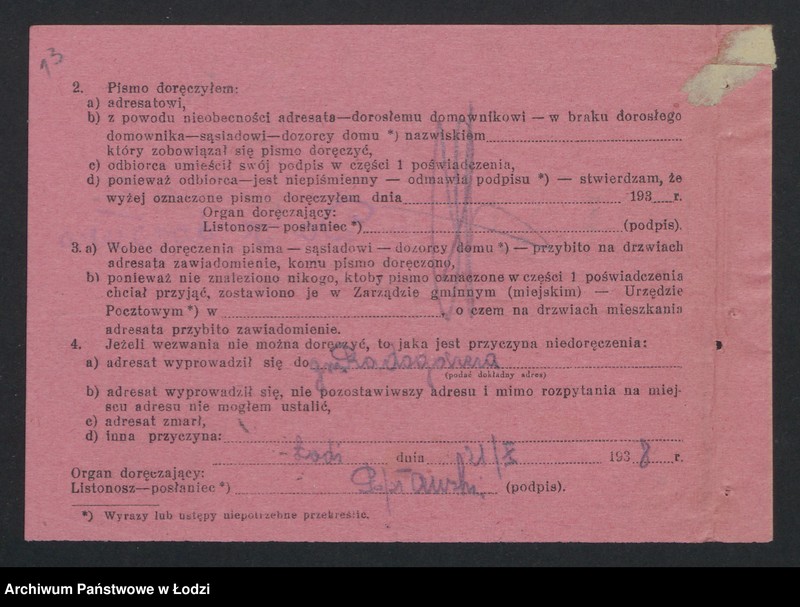 13
2. Pismo doręczyłem:
a) adresatowi,
b) z powodu nieobecności adresata—dorosłemu domownikowi — w braku dorosłego
domownika—sąsiadowi—dozorcy domu *) nazwiskiem
który zobowiązał się pismo doręczyć,
c) odbiorca umieścił swój podpis w części 1 poświadczenia,
d) ponieważ odbiorca—jest niepiśmienny — odmawia podpisu *) — stwierdzam, że
wyżej oznaczone pismo doręczyłem dnia 193 r.
Organ doręczający:
Listonosz—posłaniec *) (podpis).
3. a) Wobec doręczenia pisma — sąsiadowi — dozorcy domu *) — przybito na drzwiach
adresata zawiadomienie, komu pismo doręczono,
b) ponieważ nie znaleziono nikogo, ktoby pismo oznaczone w części 1 poświadczenia
chciał przyjąć, zostawiono je w Zarządzie gminnym (miejskim) — Urzędzie
Pocztowym *) w , o czem na drzwiach mieszkania
adresata przybito zawiadomienie.
4. Jeżeli wezwania nie można doręczyć, to jaka jest przyczyna niedoręczenia:
a) adresat wyprowadził się do
(podać dokładny adres)
b) adresat wyprowadził się, nie pozostawiwszy adresu i mimo rozpytania na miej-
scu adresu nie mogłem ustalić,
c) adresat zmarł,
d) inna przyczyna:
Łodi dnia 21/X 1938 r.
Organ doręczający:
Listonosz—posłaniec *) (podpis).
*) Wyrazy lub ustępy niepotrzebne przekreślić.
Archiwum Państwowe w Łodzi